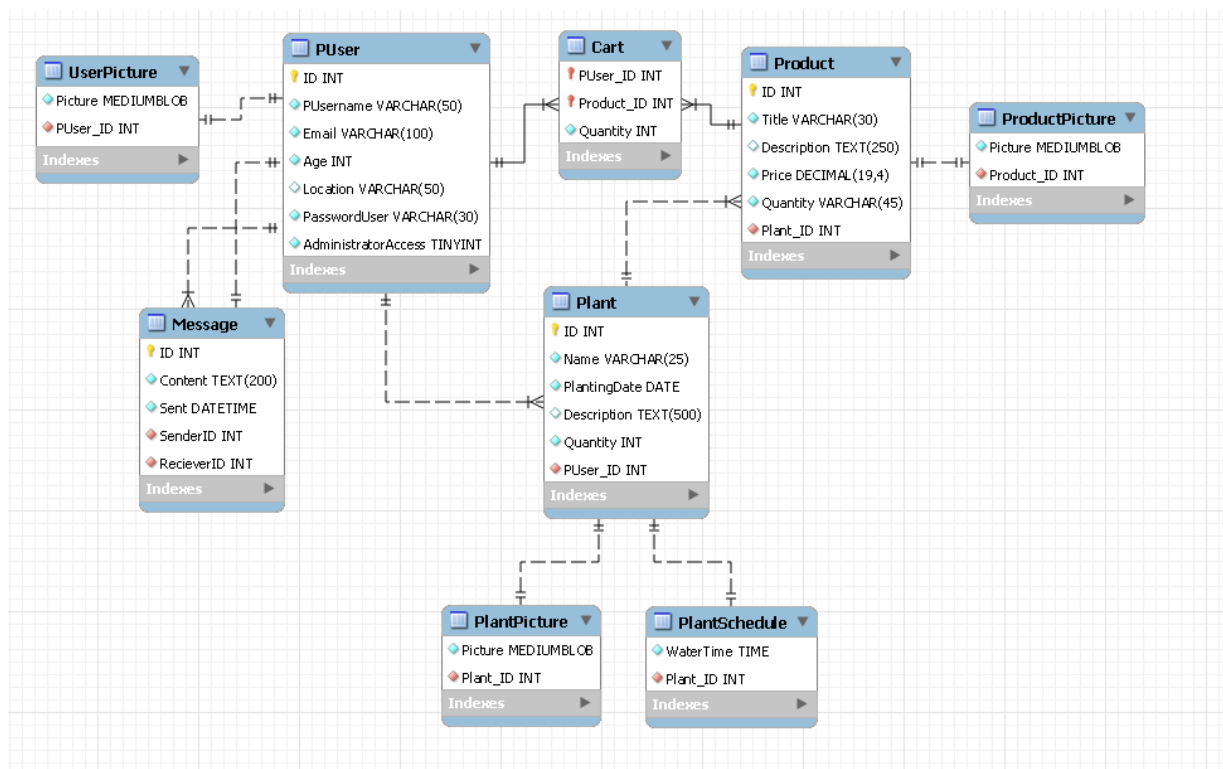 UserPicture
Picture MEDIUMBLOB
PUser_ID INT
Indexes
PUser
ID INT
PUsername VARCHAR(50)
Email VARCHAR(100)
Age INT
Location VARCHAR(50)
PasswordUser VARCHAR(30)
AdministratorAccess TINYINT
Indexes
Cart
PUser_ID INT
Product_ID INT
Quantity INT
Indexes
Product
ID INT
Title VARCHAR(30)
Description TEXT(250)
Price DECIMAL(19,4)
Quantity VARCHAR(45)
Plant_ID INT
Indexes
ProductPicture
Picture MEDIUMBLOB
Product_ID INT
Indexes
Message
ID INT
Content TEXT(200)
Sent DATETIME
SenderID INT
RecieverID INT
Indexes
Plant
ID INT
Name VARCHAR(25)
PlantingDate DATE
Description TEXT(500)
Quantity INT
PUser_ID INT
Indexes
PlantPicture
Picture MEDIUMBLOB
Plant_ID INT
Indexes
PlantSchedule
WaterTime TIME
Plant_ID INT
Indexes